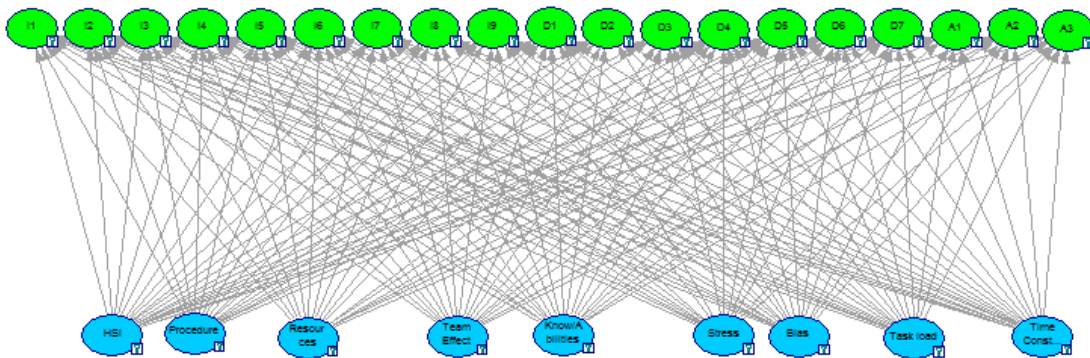 I1 I2 I3 I4 I5 I6 I7 I8 I9 D1 D2 D3 D4 D5 D6 D7 A1 A2 A3
HSI Procedure Resour Team Know/A Stress Bias Task load Time
ces Effect bilities Const...